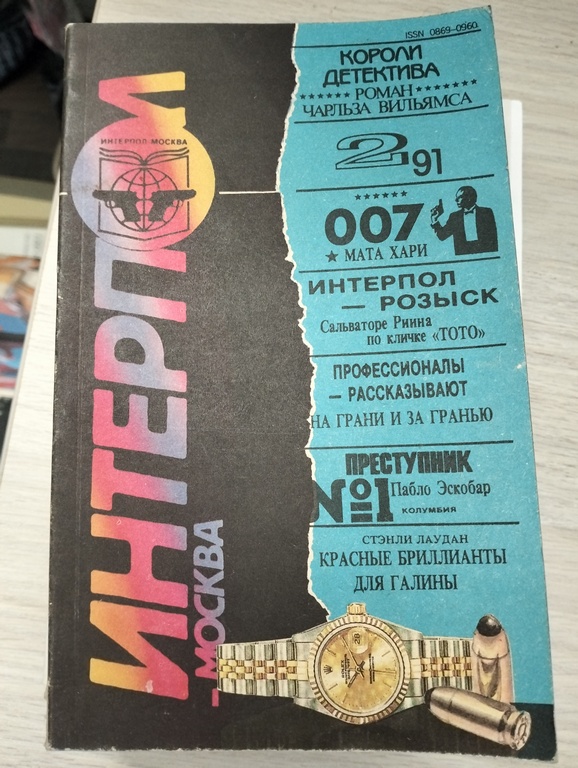 ISSN 0869-0960
ИНТЕРПОЛ
-МОСКВА
ИНТЕРПОЛ-МОСКВА
КОРОЛИ
ДЕТЕКТИВА
РОМАН
ЧАРЛЬЗА ВИЛЬЯМСА
2 91
007
★ МАТА ХАРИ
ИНТЕРПОЛ
— РОЗЫСК
Сальваторе Риина
по кличке «ТОТО»
ПРОФЕССИОНАЛЫ
- РАССКАЗЫВАЮТ
НА ГРАНИ И ЗА ГРАНЬЮ
ПРЕСТУПНИК
№1 Пабло Эскобар
КОЛУМБИЯ
СТЭНЛИ ЛАУДАН
КРАСНЫЕ БРИЛЛИАНТЫ
ДЛЯ ГАЛИНЫ
28